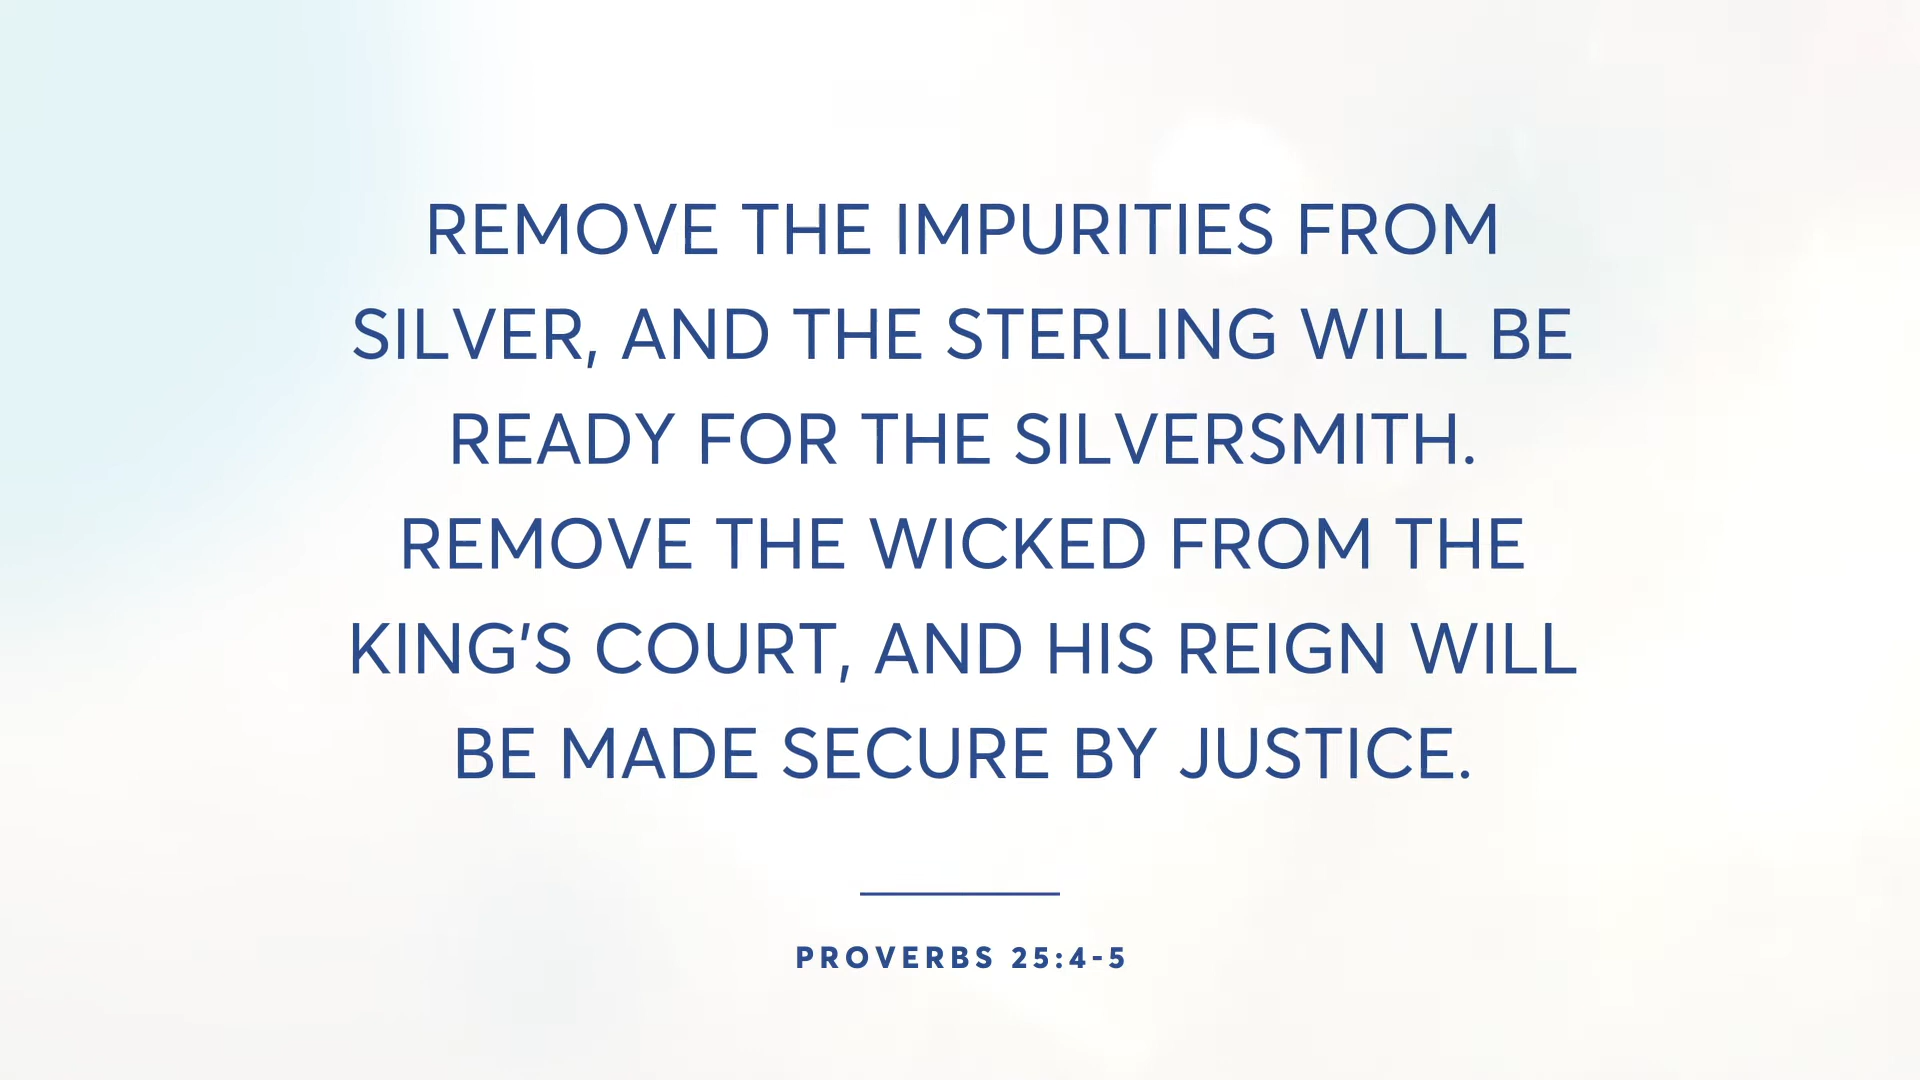 REMOVE THE IMPURITIES FROM
SILVER, AND THE STERLING WILL BE
READY FOR THE SILVERSMITH.
REMOVE THE WICKED FROM THE
KING'S COURT, AND HIS REIGN WILL
BE MADE SECURE BY JUSTICE.
PROVERBS 25:4-5